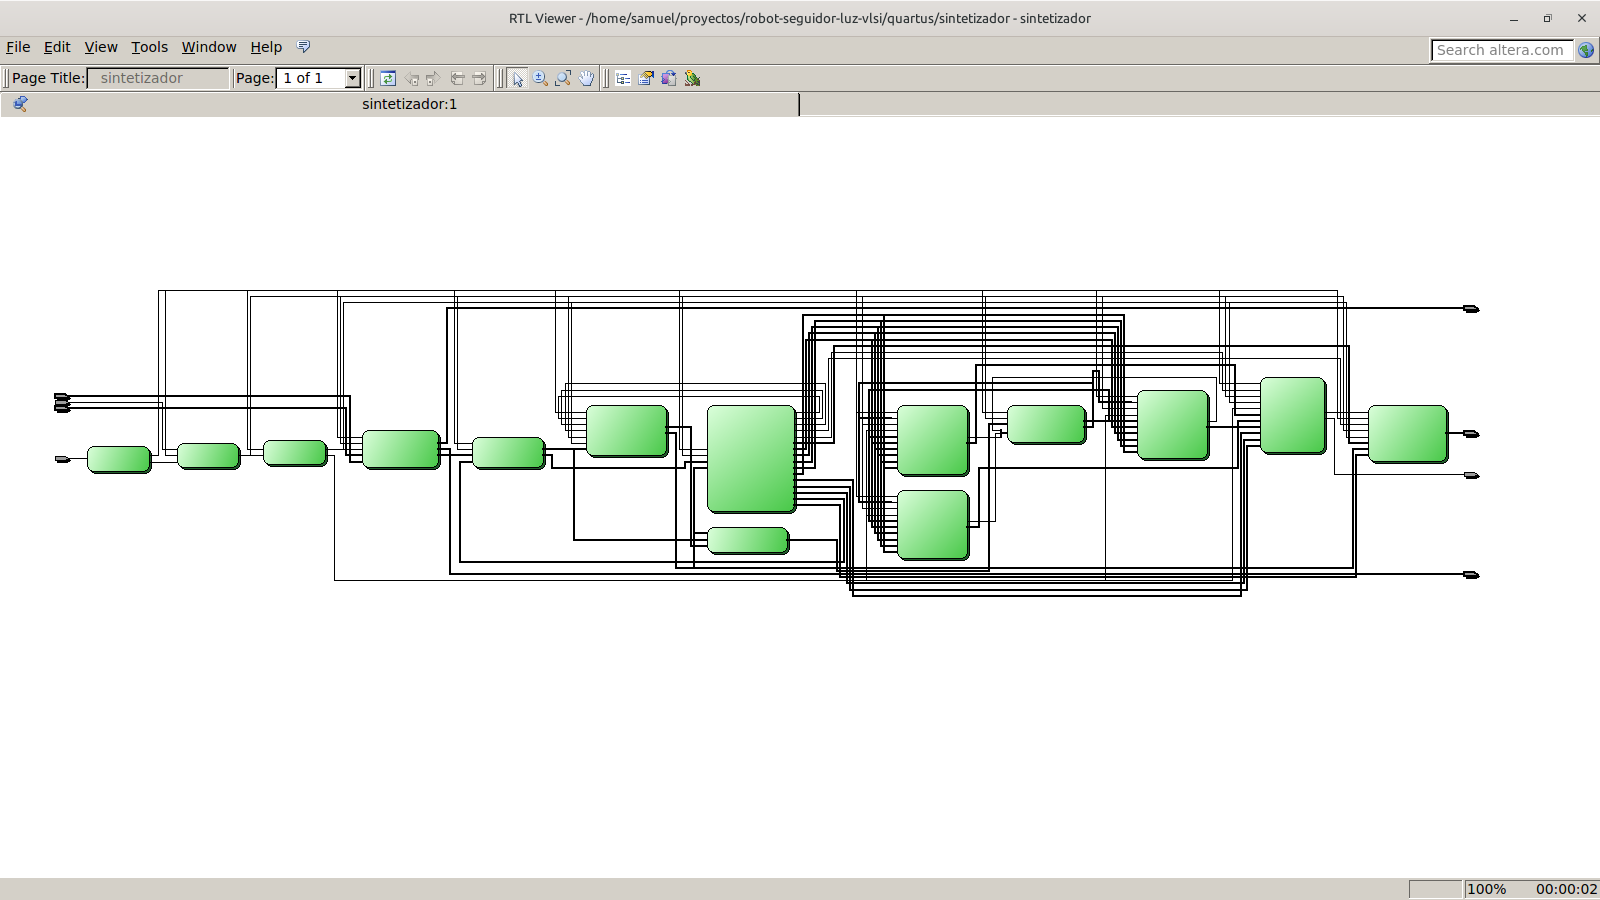 RTL Viewer - /home/samuel/proyectos/robot-seguidor-luz-vlsi/quartus/sintetizador - sintetizador
File Edit View Tools Window Help
Search altera.com
Page Title: sintetizador Page: 1 of 1
sintetizador:1
100% 00:00:02